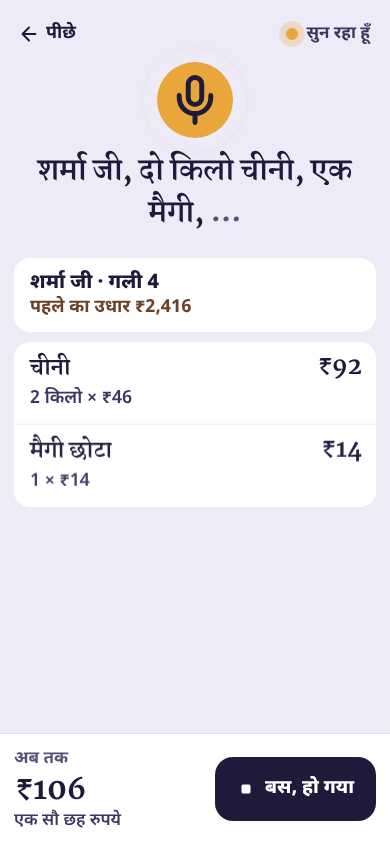 पीछे
सुन रहा हूँ
शर्मा जी, दो किलो चीनी, एक
मैगी, ...
शर्मा जी · गली 4
पहले का उधार ₹2,416
चीनी ₹92
2 किलो × ₹46
मैगी छोटा ₹14
1 × ₹14
अब तक
₹106
एक सौ छह रुपये
बस, हो गया